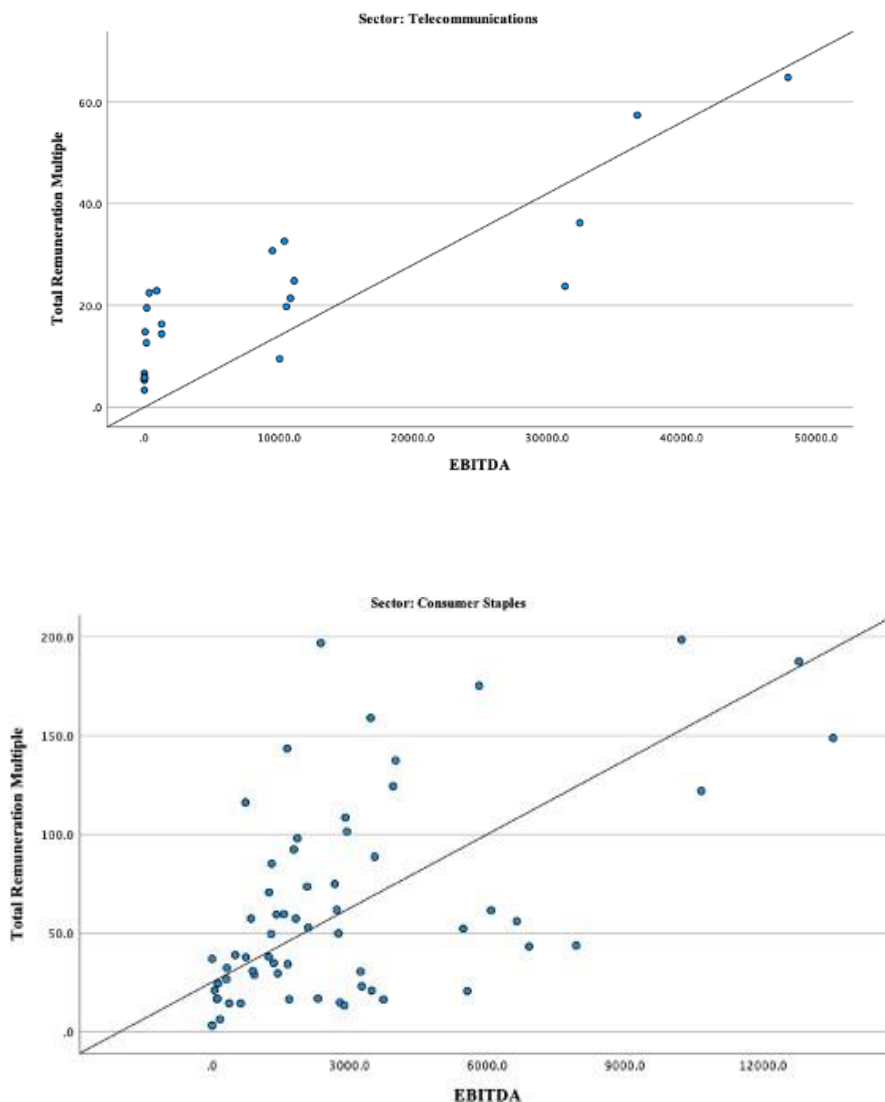 Sector: Telecommunications
Total Remuneration Multiple
60.0
40.0
20.0
.0
.0 10000.0 20000.0 30000.0 40000.0 50000.0
EBITDA
Sector: Consumer Staples
Total Remuneration Multiple
200.0
150.0
100.0
50.0
.0
.0 3000.0 6000.0 9000.0 12000.0
EBITDA